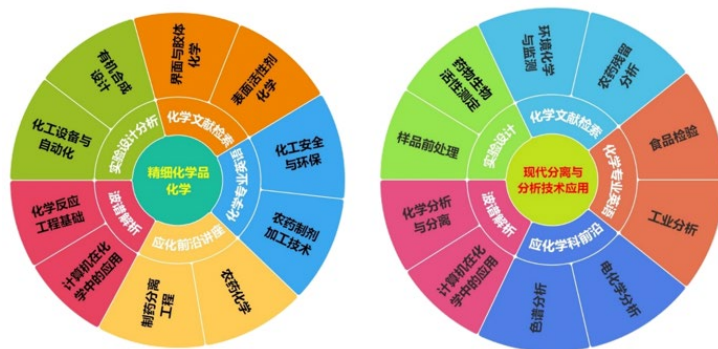 精细化学品
化学
化学文献检索
化学专业英语
应化前沿讲座
波谱解析
实验设计分析
界面与胶体
化学
表面活性剂
化学
化工安全
与环保
农药制剂
加工技术
农药化学
制药分离
工程
计算机在化
学中的应用
化学反应
工程基础
化工设备与
自动化
有机合成
设计
现代分离与
分析技术应用
化学文献检索
化学专业英语
应化学科前沿
波谱解析
实验设计
环境化学
与监测
农药残留
分析
食品检验
工业分析
电化学分析
色谱分析
计算机在化
学中的应用
化学分析
与分离
样品前处理
药物生物
活性测定